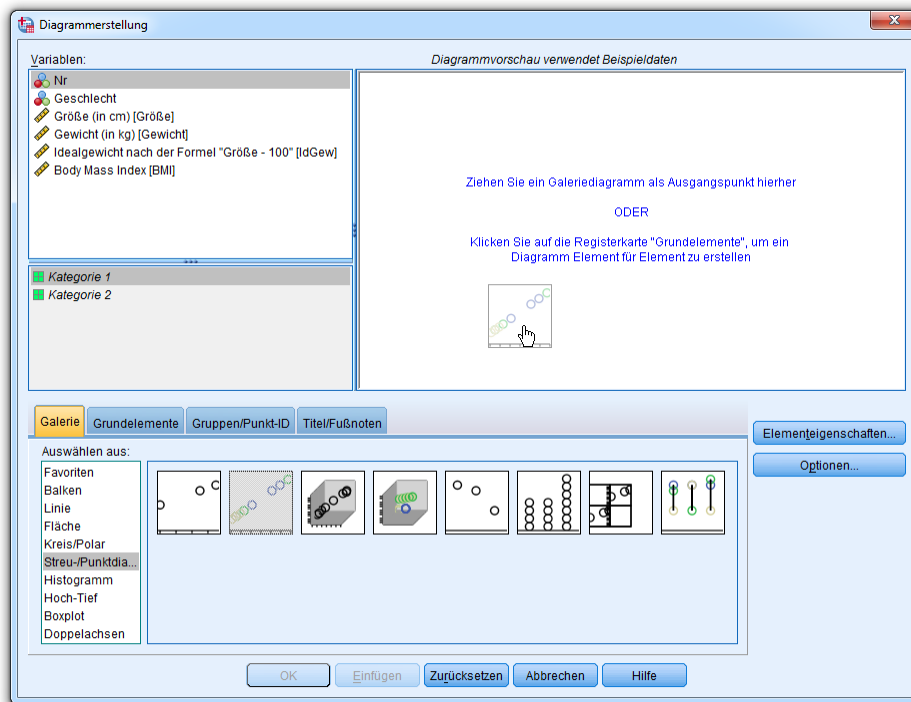 Diagrammerstellung
Variablen:
Diagrammvorschau verwendet Beispieldaten
Nr
Geschlecht
Größe (in cm) [Größe]
Gewicht (in kg) [Gewicht]
Idealgewicht nach der Formel "Größe - 100" [IdGew]
Body Mass Index [BMI]
Kategorie 1
Kategorie 2
Ziehen Sie ein Galeriediagramm als Ausgangspunkt hierher
ODER
Klicken Sie auf die Registerkarte "Grundelemente", um ein
Diagramm Element für Element zu erstellen
Galerie
Grundelemente
Gruppen/Punkt-ID
Titel/Fußnoten
Auswählen aus:
Favoriten
Balken
Linie
Fläche
Kreis/Polar
Streu-/Punktdia...
Histogramm
Hoch-Tief
Boxplot
Doppelachsen
Elementeigenschaften...
Optionen...
OK
Einfügen
Zurücksetzen
Abbrechen
Hilfe